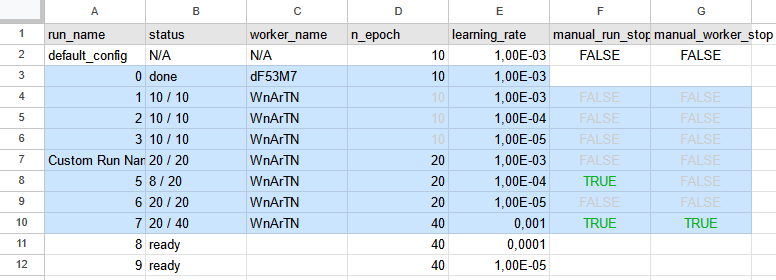 A B C D E F G
1 run_name status worker_name n_epoch learning_rate manual_run_stop manual_worker_stop
2 default_config N/A N/A 10 1,00E-03 FALSE FALSE
3 0 done dF53M7 10 1,00E-03
4 1 10 / 10 WnArTN 10 1,00E-03 FALSE FALSE
5 2 10 / 10 WnArTN 10 1,00E-04 FALSE FALSE
6 3 10 / 10 WnArTN 10 1,00E-05 FALSE FALSE
7 Custom Run Nar 20 / 20 WnArTN 20 1,00E-03 FALSE FALSE
8 5 8 / 20 WnArTN 20 1,00E-04 TRUE FALSE
9 6 20 / 20 WnArTN 20 1,00E-05 FALSE FALSE
10 7 20 / 40 WnArTN 40 0,001 TRUE TRUE
11 8 ready 40 0,0001
12 9 ready 40 1,00E-05